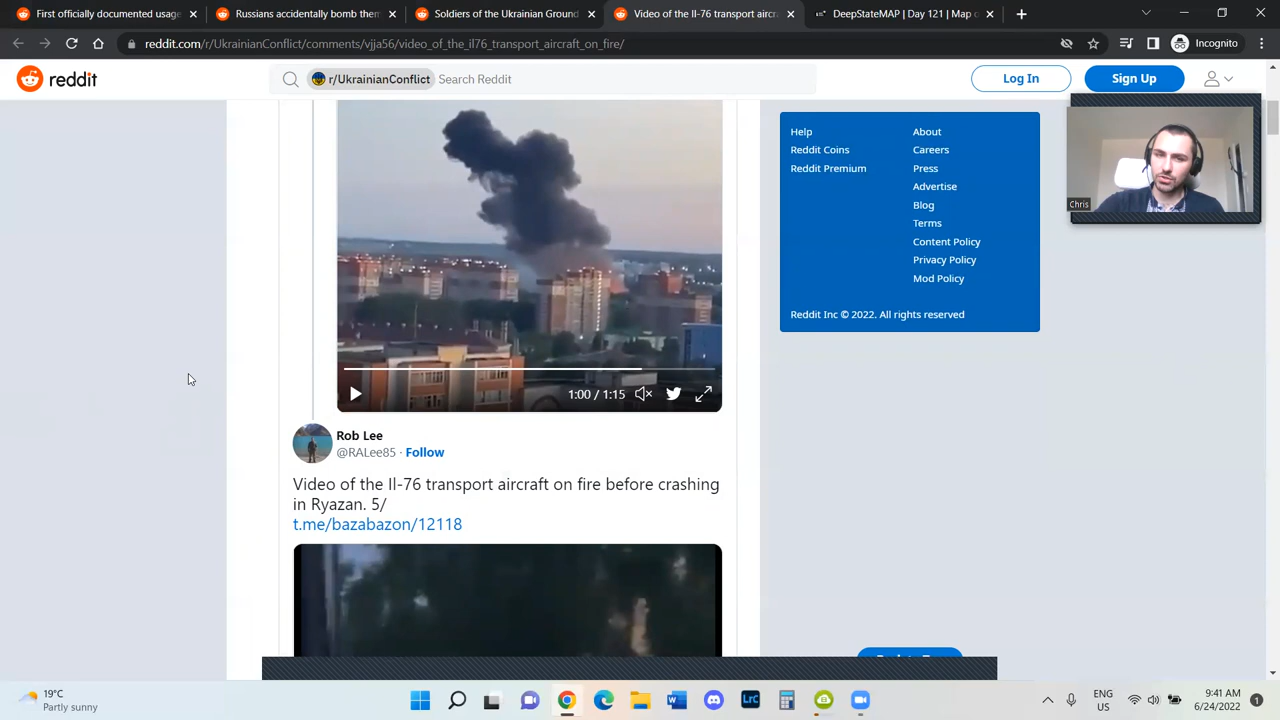 First officially documented usag
Russians accidentally bomb them
Soldiers of the Ukrainian Ground
Video of the Il-76 transport aircr
DeepStateMAP | Day 121 | Map o
reddit.com/r/UkrainianConflict/comments/vjja56/video_of_the_il76_transport_aircraft_on_fire/
Incognito
reddit
r/UkrainianConflict
Search Reddit
Log In
Sign Up
Help
About
Reddit Coins
Careers
Reddit Premium
Press
Advertise
Blog
Terms
Content Policy
Privacy Policy
Mod Policy
Reddit Inc © 2022. All rights reserved
Chris
1:00 / 1:15
Rob Lee
@RALee85 · Follow
Video of the Il-76 transport aircraft on fire before crashing
in Ryazan. 5/
t.me/bazabazon/12118
19°C
Partly sunny
W
LrC
ENG
US
9:41 AM
6/24/2022